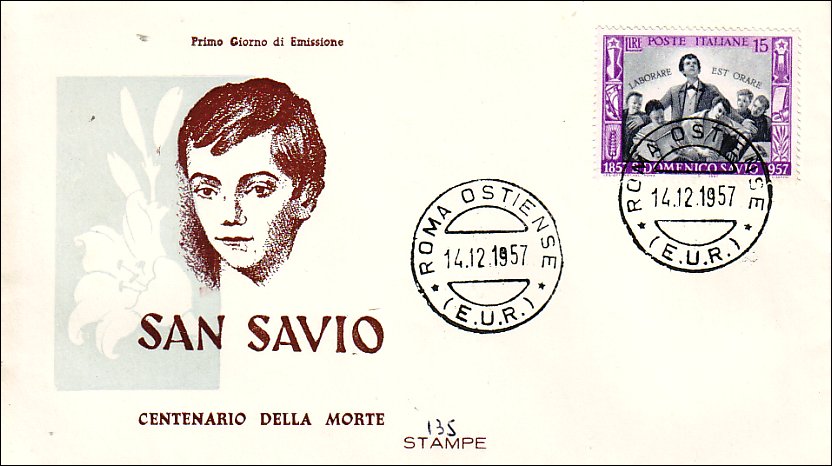 Primo Giorno di Emissione
LIRE POSTE ITALIANE 15
LABORARE EST ORARE
1857 DOMENICO SAVIO 1957
ROMA OSTIENSE
14.12.1957
★ (E.U.R.) ★
ROMA OSTIENSE
14.12.1957
★ (E.U.R.) ★
SAN SAVIO
CENTENARIO DELLA MORTE
135
STAMPE